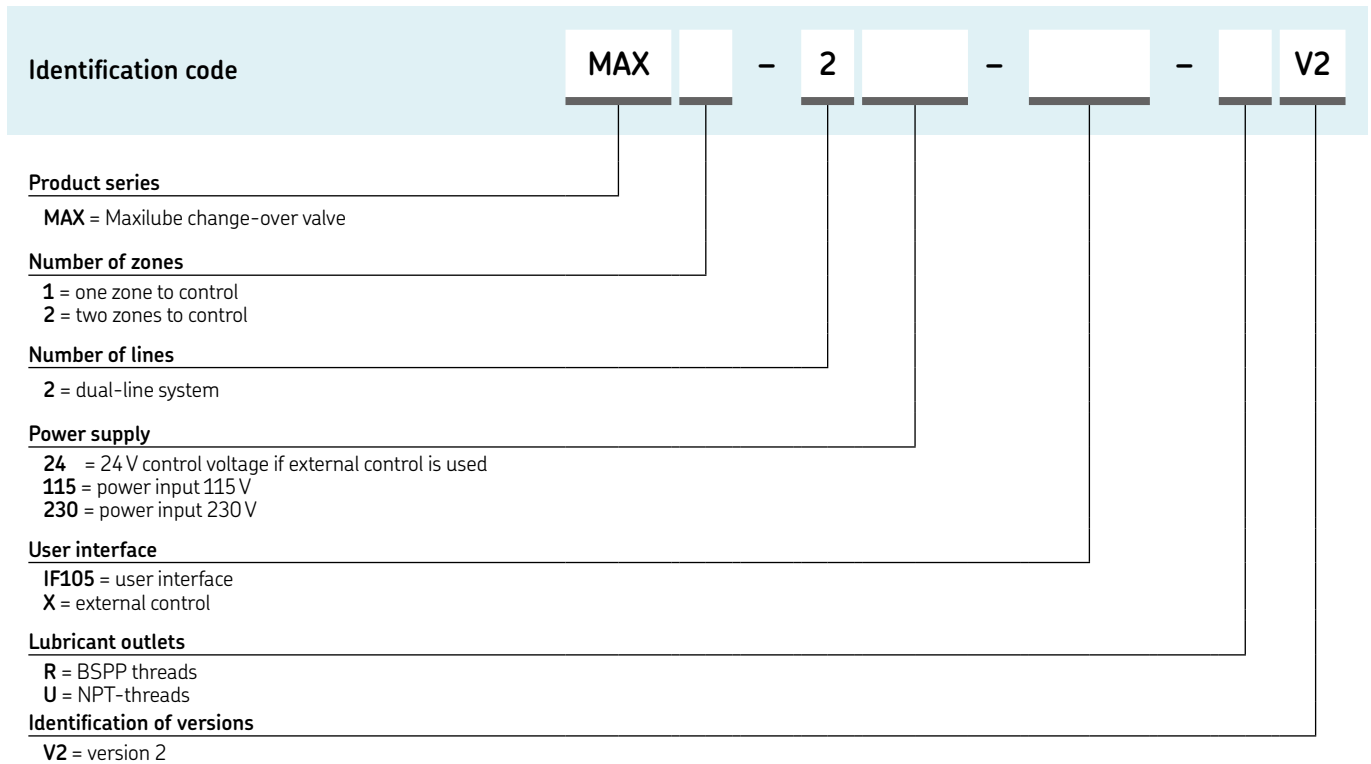 Identification code MAX – 2 – – V2
Product series
MAX = Maxilube change-over valve
Number of zones
1 = one zone to control
2 = two zones to control
Number of lines
2 = dual-line system
Power supply
24 = 24 V control voltage if external control is used
115 = power input 115 V
230 = power input 230 V
User interface
IF105 = user interface
X = external control
Lubricant outlets
R = BSPP threads
U = NPT-threads
Identification of versions
V2 = version 2